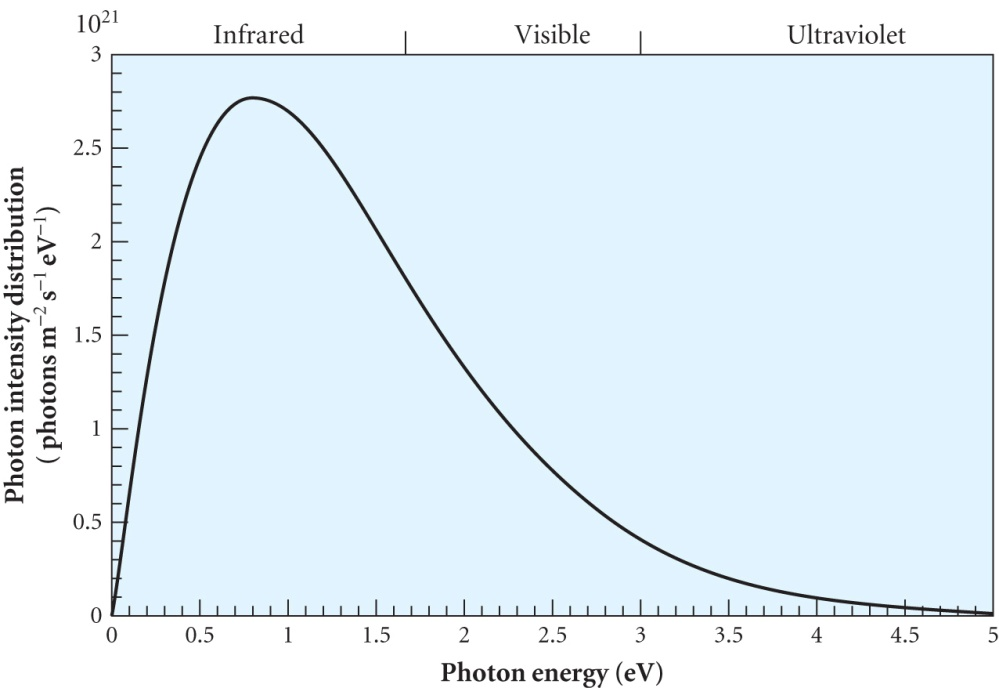 10²¹
Infrared Visible Ultraviolet
3
2.5
2
1.5
1
0.5
0
Photon intensity distribution
( photons m⁻² s⁻¹ eV⁻¹)
0 0.5 1 1.5 2 2.5 3 3.5 4 4.5 5
Photon energy (eV)